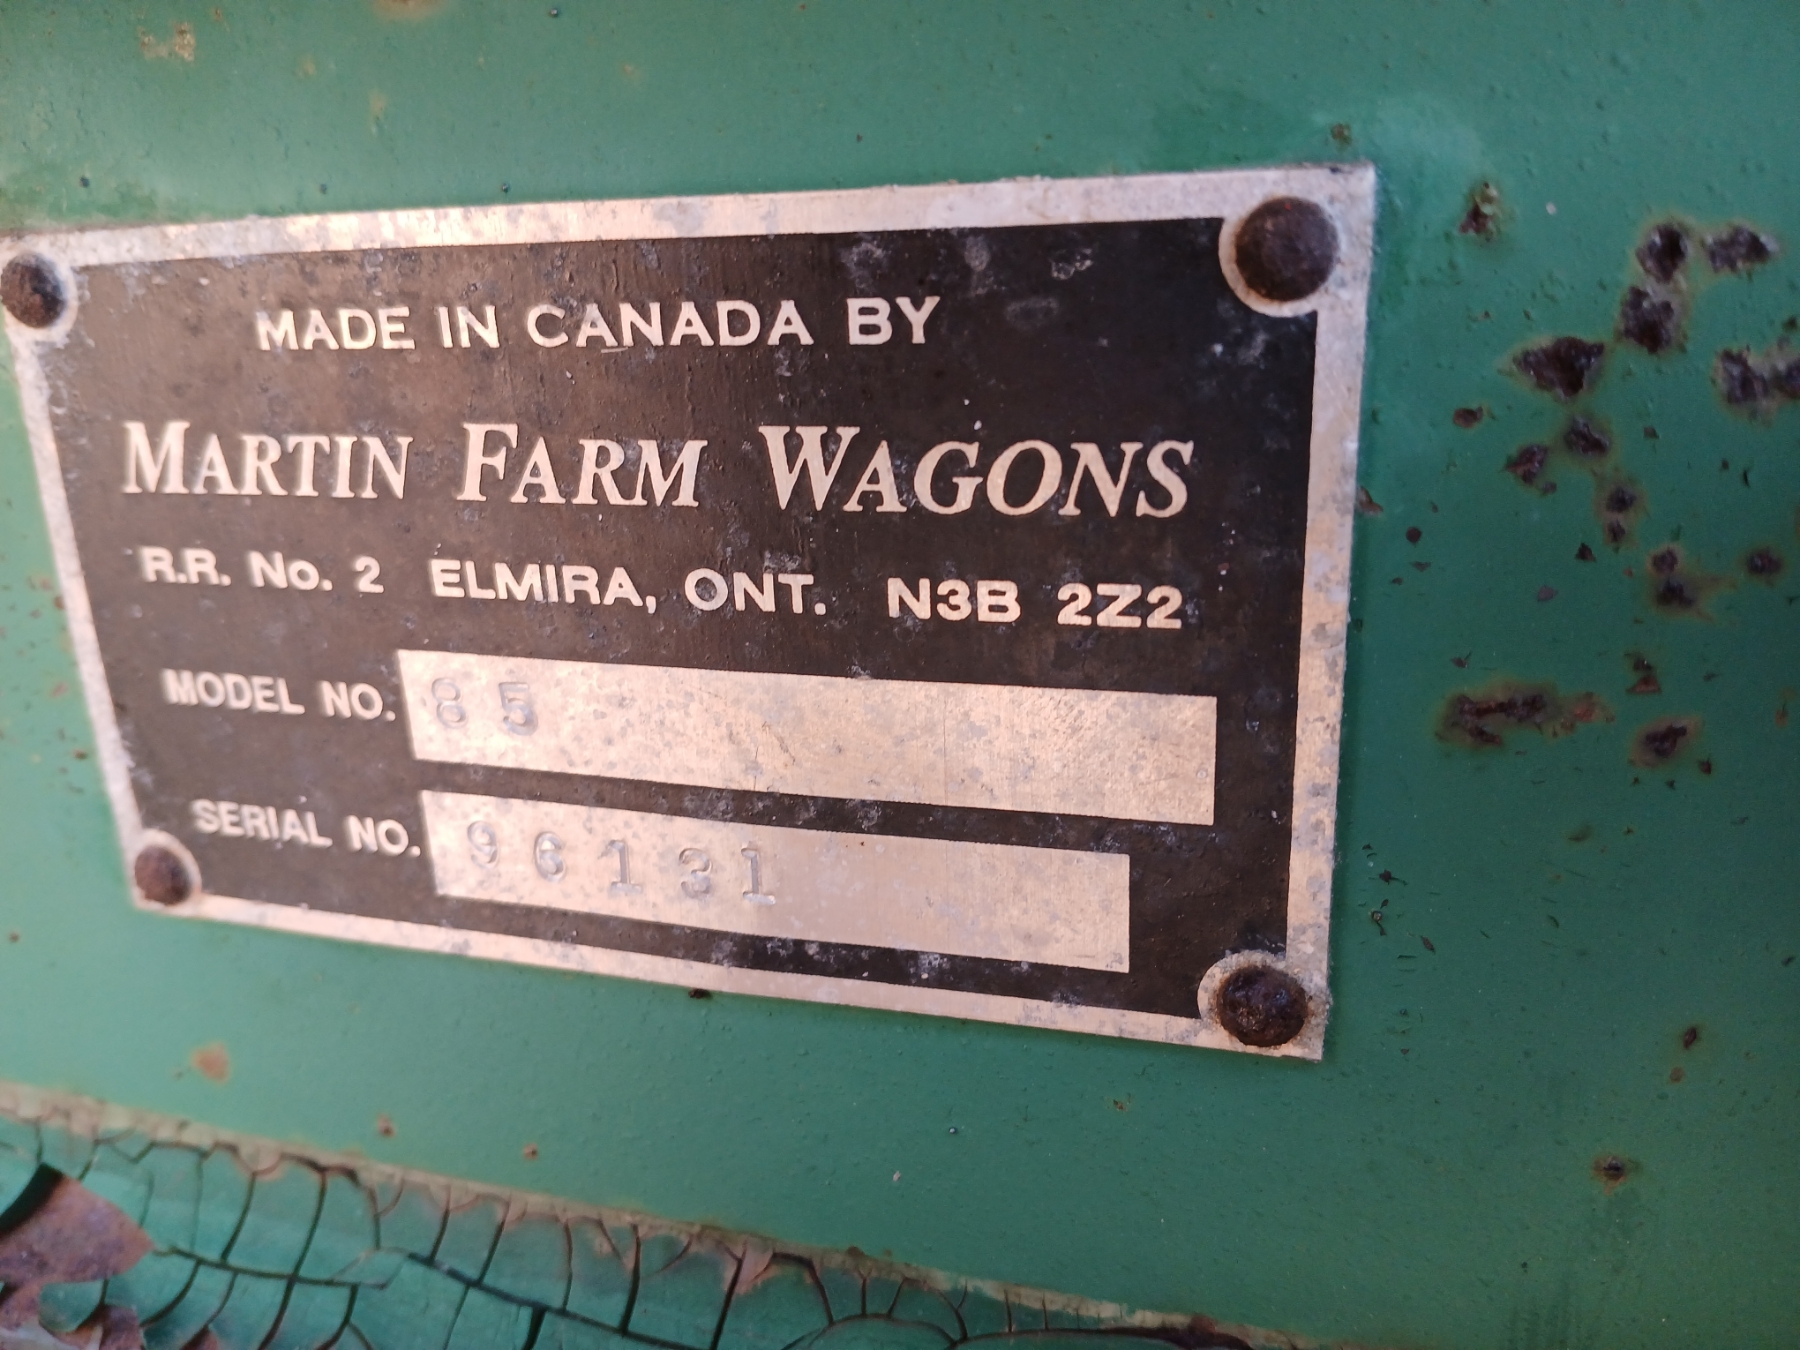 MADE IN CANADA BY
MARTIN FARM WAGONS
R.R. No. 2 ELMIRA, ONT. N3B 2Z2
MODEL NO. 85
SERIAL NO. 96131